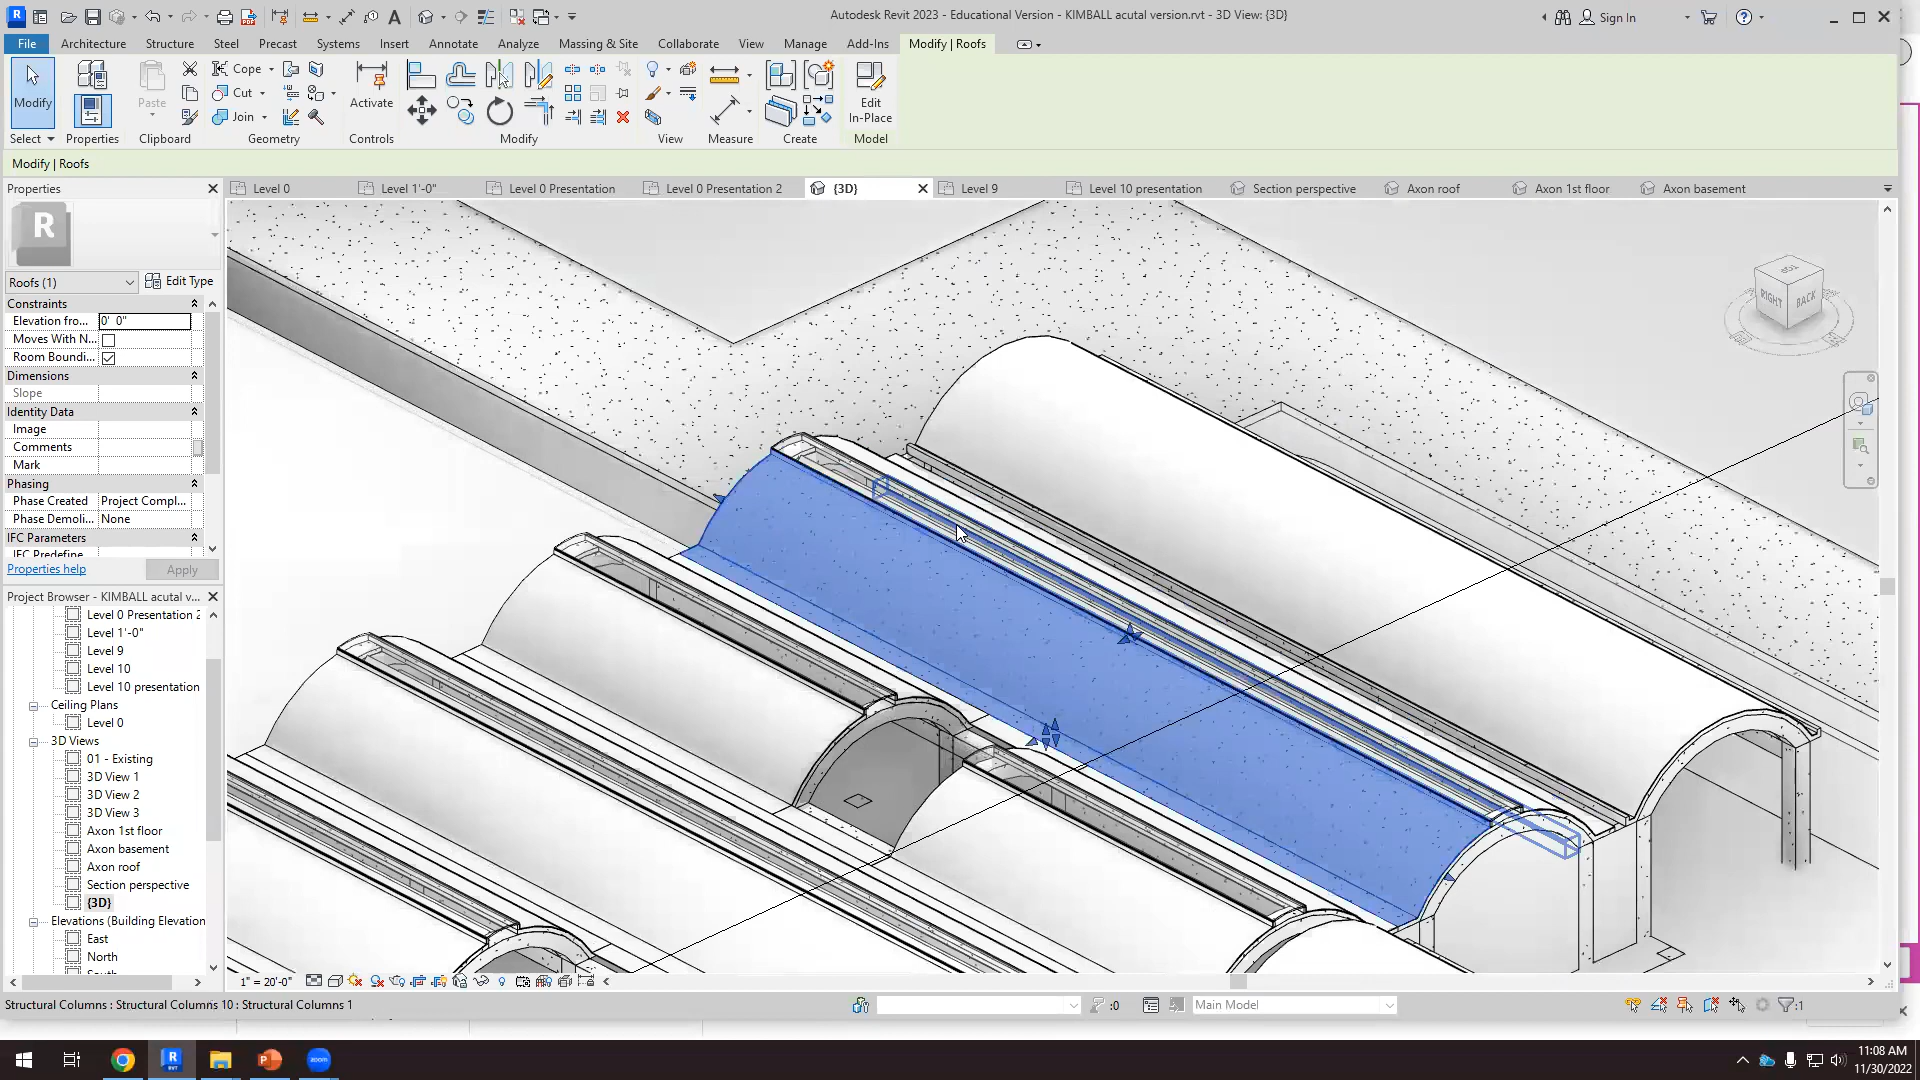 Autodesk Revit 2023 - Educational Version - KIMBALL acutal version.rvt - 3D View: {3D}
Sign In
File Architecture Structure Steel Precast Systems Insert Annotate Analyze Massing & Site Collaborate View Manage Add-Ins Modify | Roofs
Cope
Cut
Join
Modify
Paste
Activate
Edit
In-Place
Select Properties Clipboard Geometry Controls Modify View Measure Create Model
Modify | Roofs
Properties
Level 0 Level 1'-0" Level 0 Presentation Level 0 Presentation 2 {3D} Level 9 Level 10 presentation Section perspective Axon roof Axon 1st floor Axon basement
R
Roofs (1) Edit Type
Constraints
Elevation fro... 0' 0"
Moves With N...
Room Boundi...
Dimensions
Slope
Identity Data
Image
Comments
Mark
Phasing
Phase Created Project Compl...
Phase Demoli... None
IFC Parameters
IFC Predefine
Properties help Apply
Project Browser - KIMBALL acutal v...
Level 0 Presentation 2
Level 1'-0"
Level 9
Level 10
Level 10 presentation
Ceiling Plans
Level 0
3D Views
01 - Existing
3D View 1
3D View 2
3D View 3
Axon 1st floor
Axon basement
Axon roof
Section perspective
{3D}
Elevations (Building Elevation
East
North
South
TOP
RIGHT BACK
1" = 20'-0"
Structural Columns : Structural Columns 10 : Structural Columns 1
:0
Main Model
:1
zoom
11:08 AM
11/30/2022